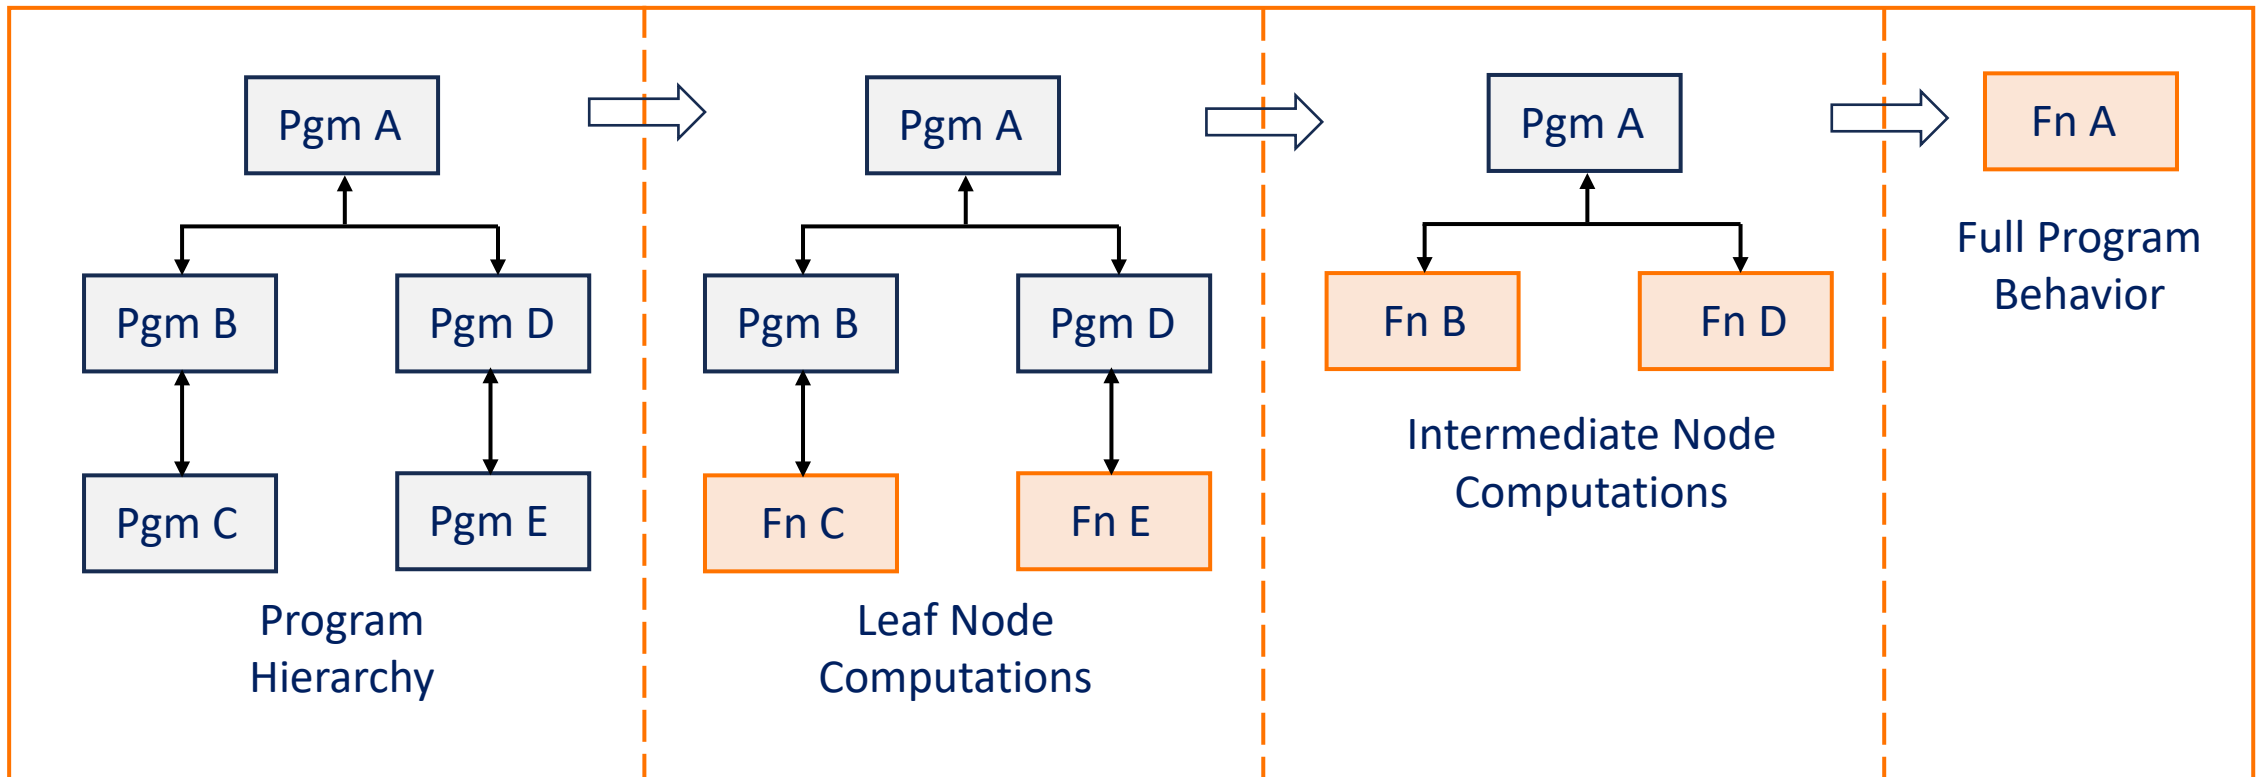 Pgm A
Pgm B
Pgm D
Pgm C
Pgm E
Program
Hierarchy
Pgm A
Pgm B
Pgm D
Fn C
Fn E
Leaf Node
Computations
Pgm A
Fn B
Fn D
Intermediate Node
Computations
Fn A
Full Program
Behavior